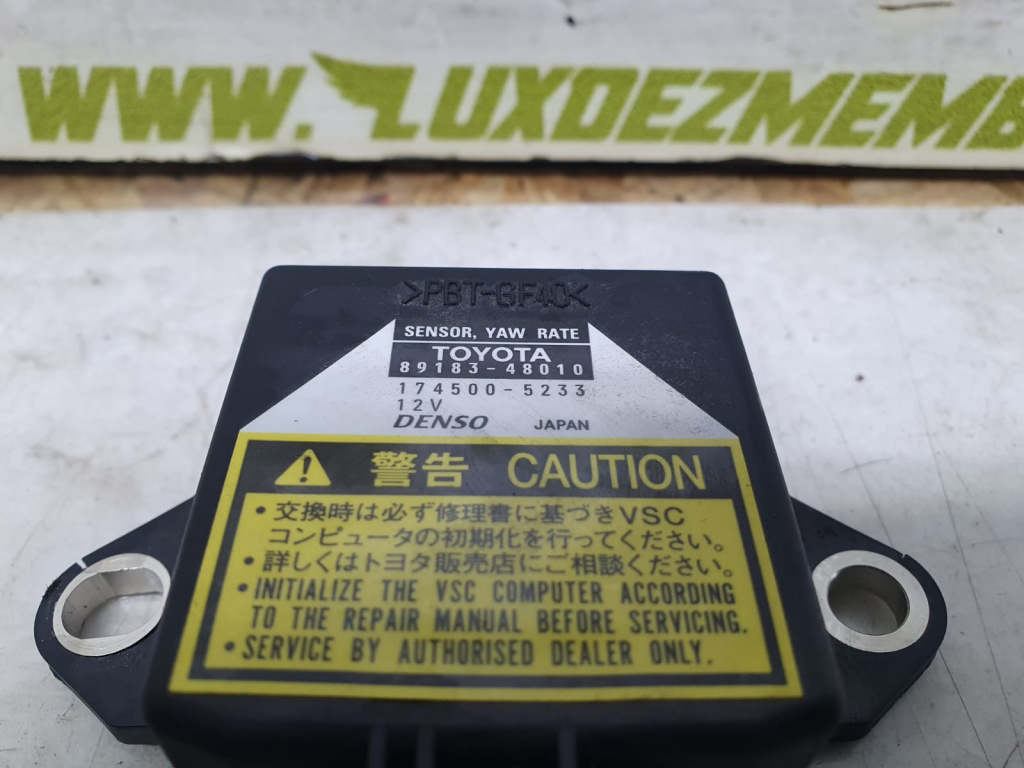 WWW.LUXDEZMEMB
>PBT-GF40<
SENSOR, YAW RATE
TOYOTA
89183-48010
174500-5233
12V
DENSO JAPAN
警告 CAUTION
・交換時は必ず修理書に基づきVSC
コンピュータの初期化を行ってください。
・詳しくはトヨタ販売店にご相談ください。
・INITIALIZE THE VSC COMPUTER ACCORDING
TO THE REPAIR MANUAL BEFORE SERVICING.
・SERVICE BY AUTHORISED DEALER ONLY.